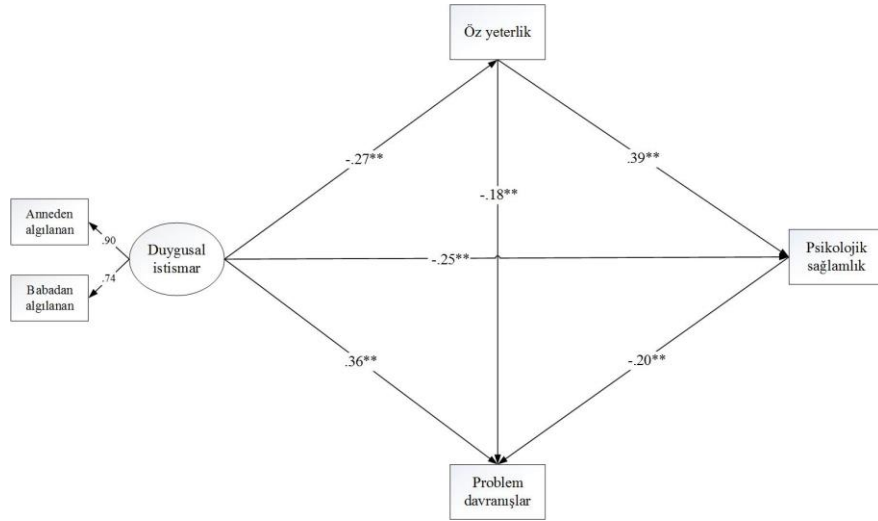 Öz yeterlik
-.27**
.39**
-.18**
Anneden
algılanan
.90
Duygusal
istismar
-.25**
Psikolojik
sağlamlık
Babadan
algılanan
.74
.36**
-.20**
Problem
davranışlar